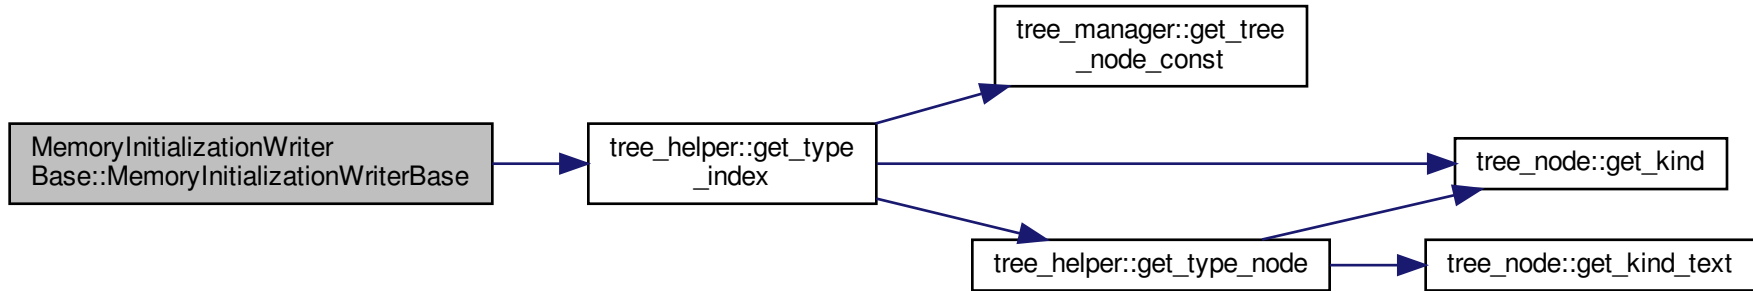 MemoryInitializationWriter
Base::MemoryInitializationWriterBase
tree_helper::get_type
_index
tree_manager::get_tree
_node_const
tree_node::get_kind
tree_helper::get_type_node
tree_node::get_kind_text